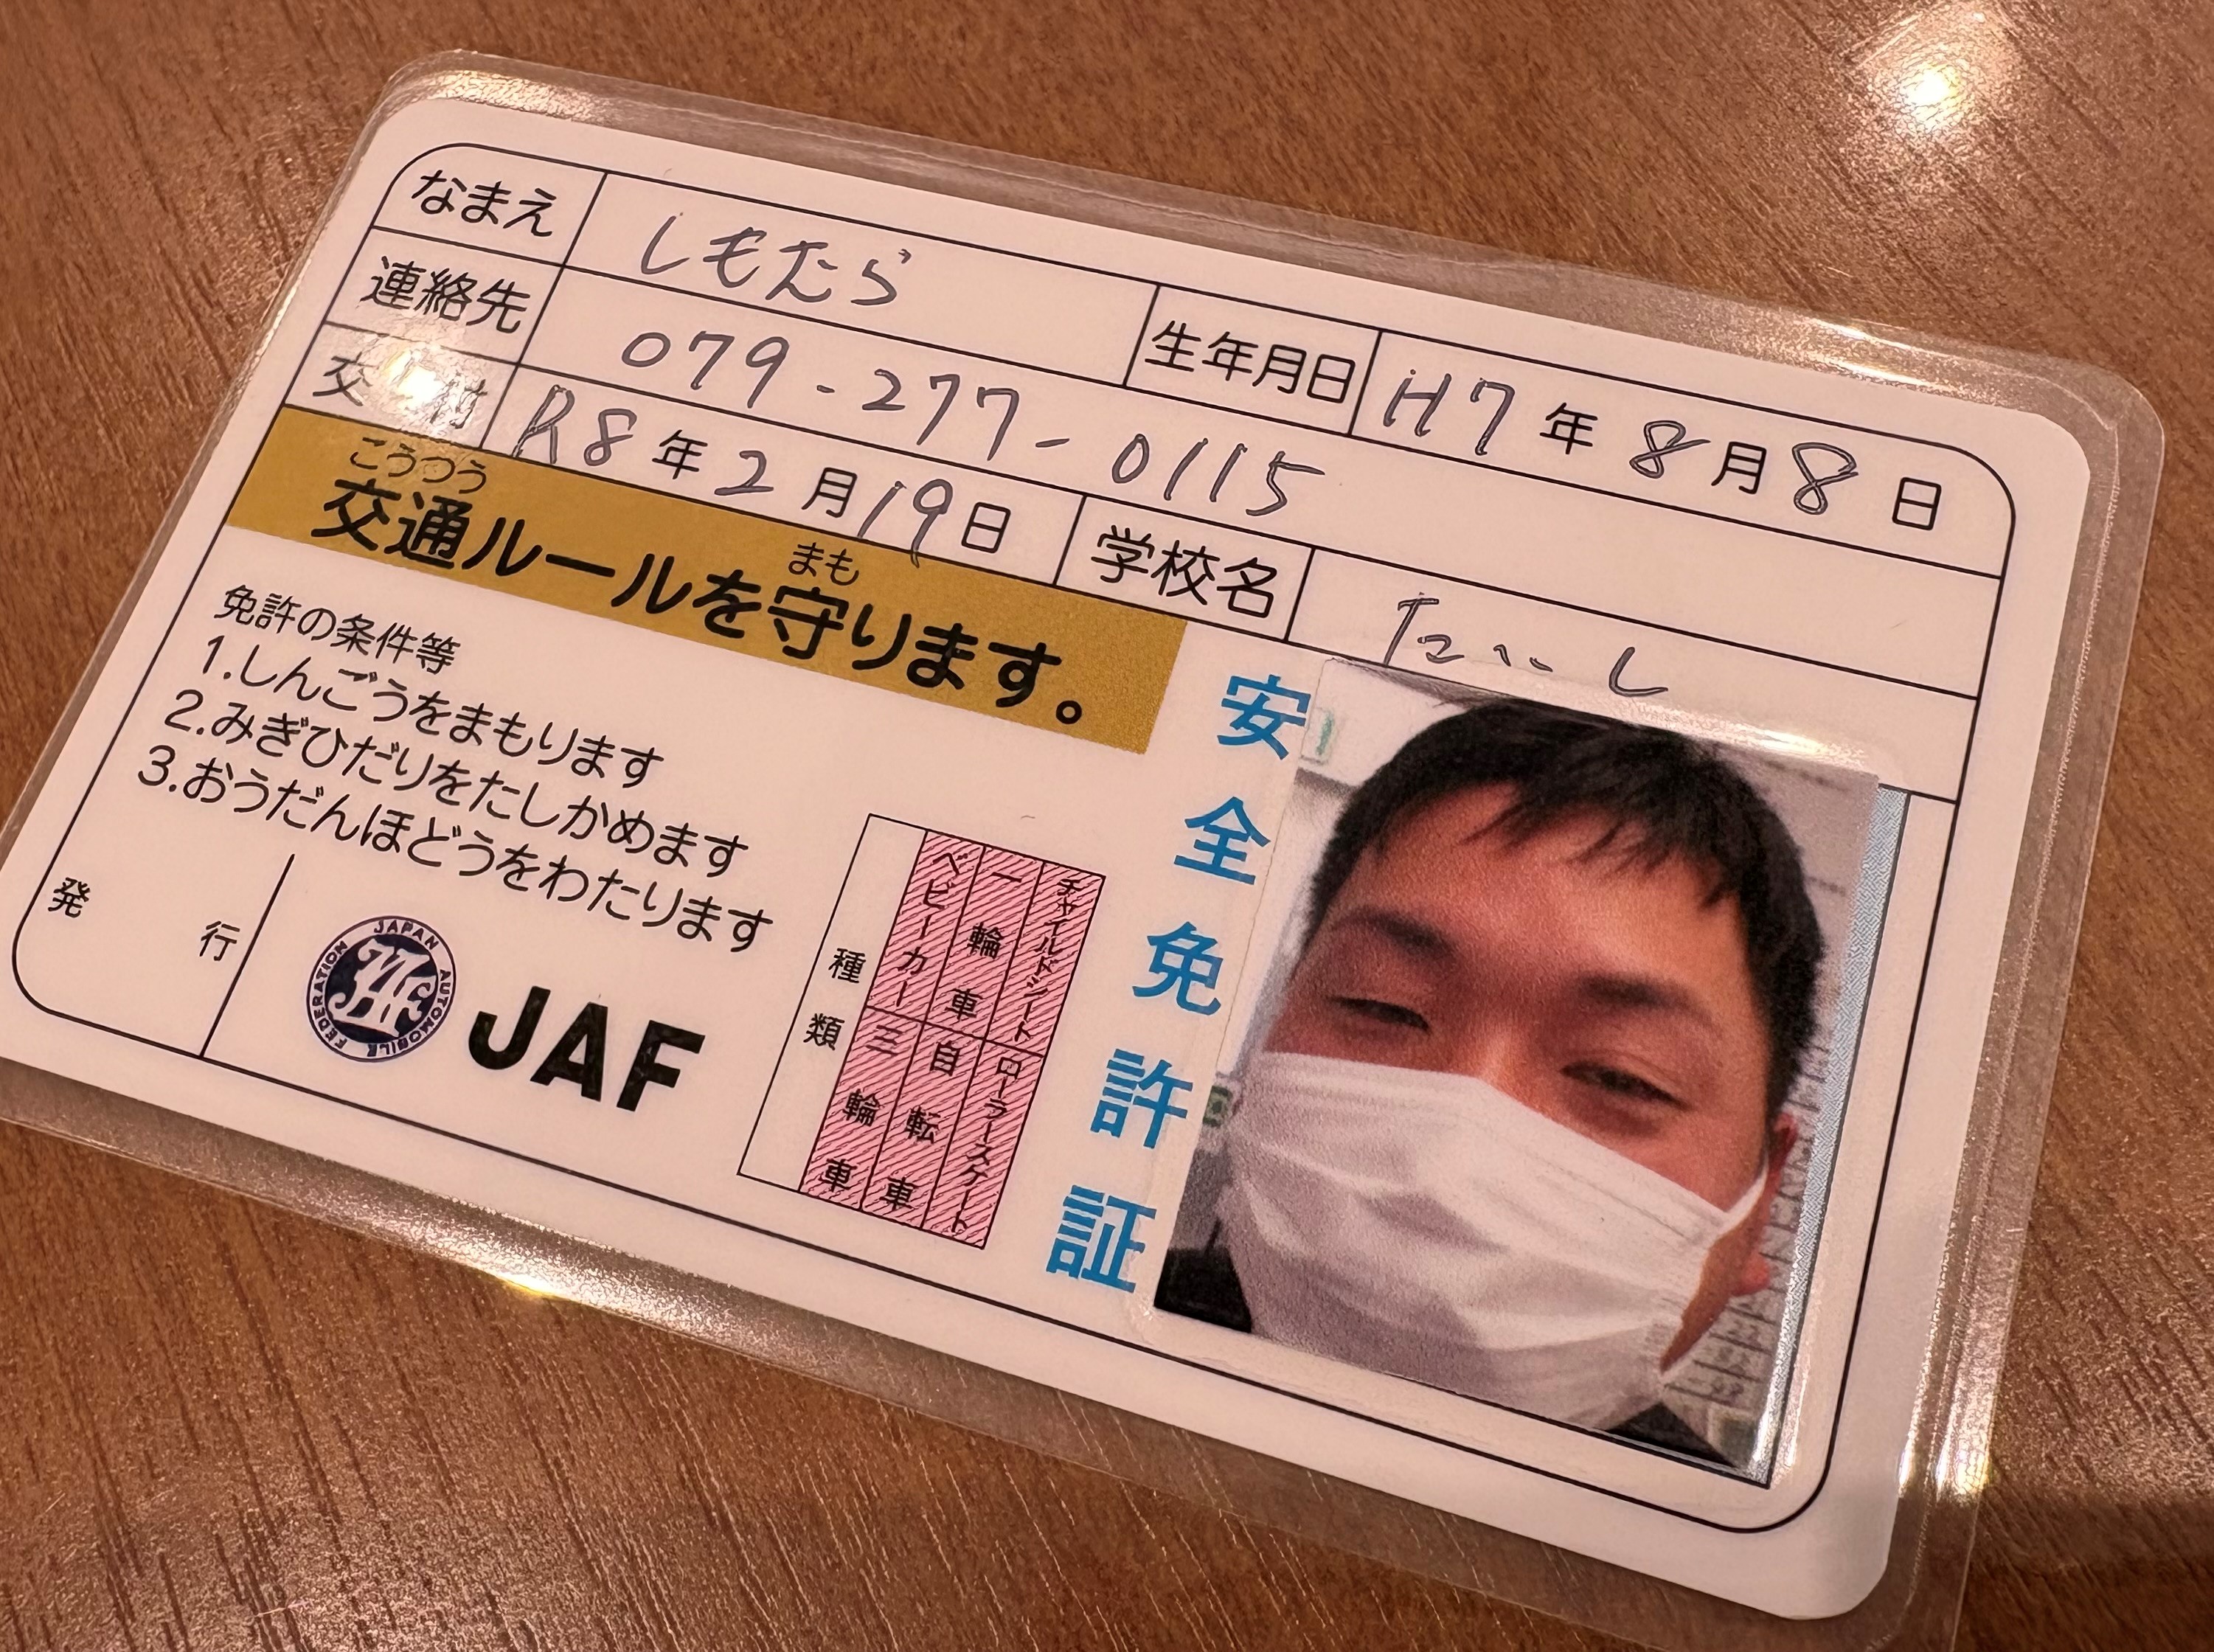 なまえ しもたら
生年月日 H7年8月8日
連絡先 079-277-0115
交付 R8年2月19日
学校名 たいし
こうつう まも
交通ルールを守ります。
免許の条件等
1.しんごうをまもります
2.みぎひだりをたしかめます
3.おうだんほどうをわたります
発行
JAPAN AUTOMOBILE FEDERATION
JAF
種類
ベビーカー 一輪車 チャイルドシート
三輪車 自転車 ローラースケート
安全免許証